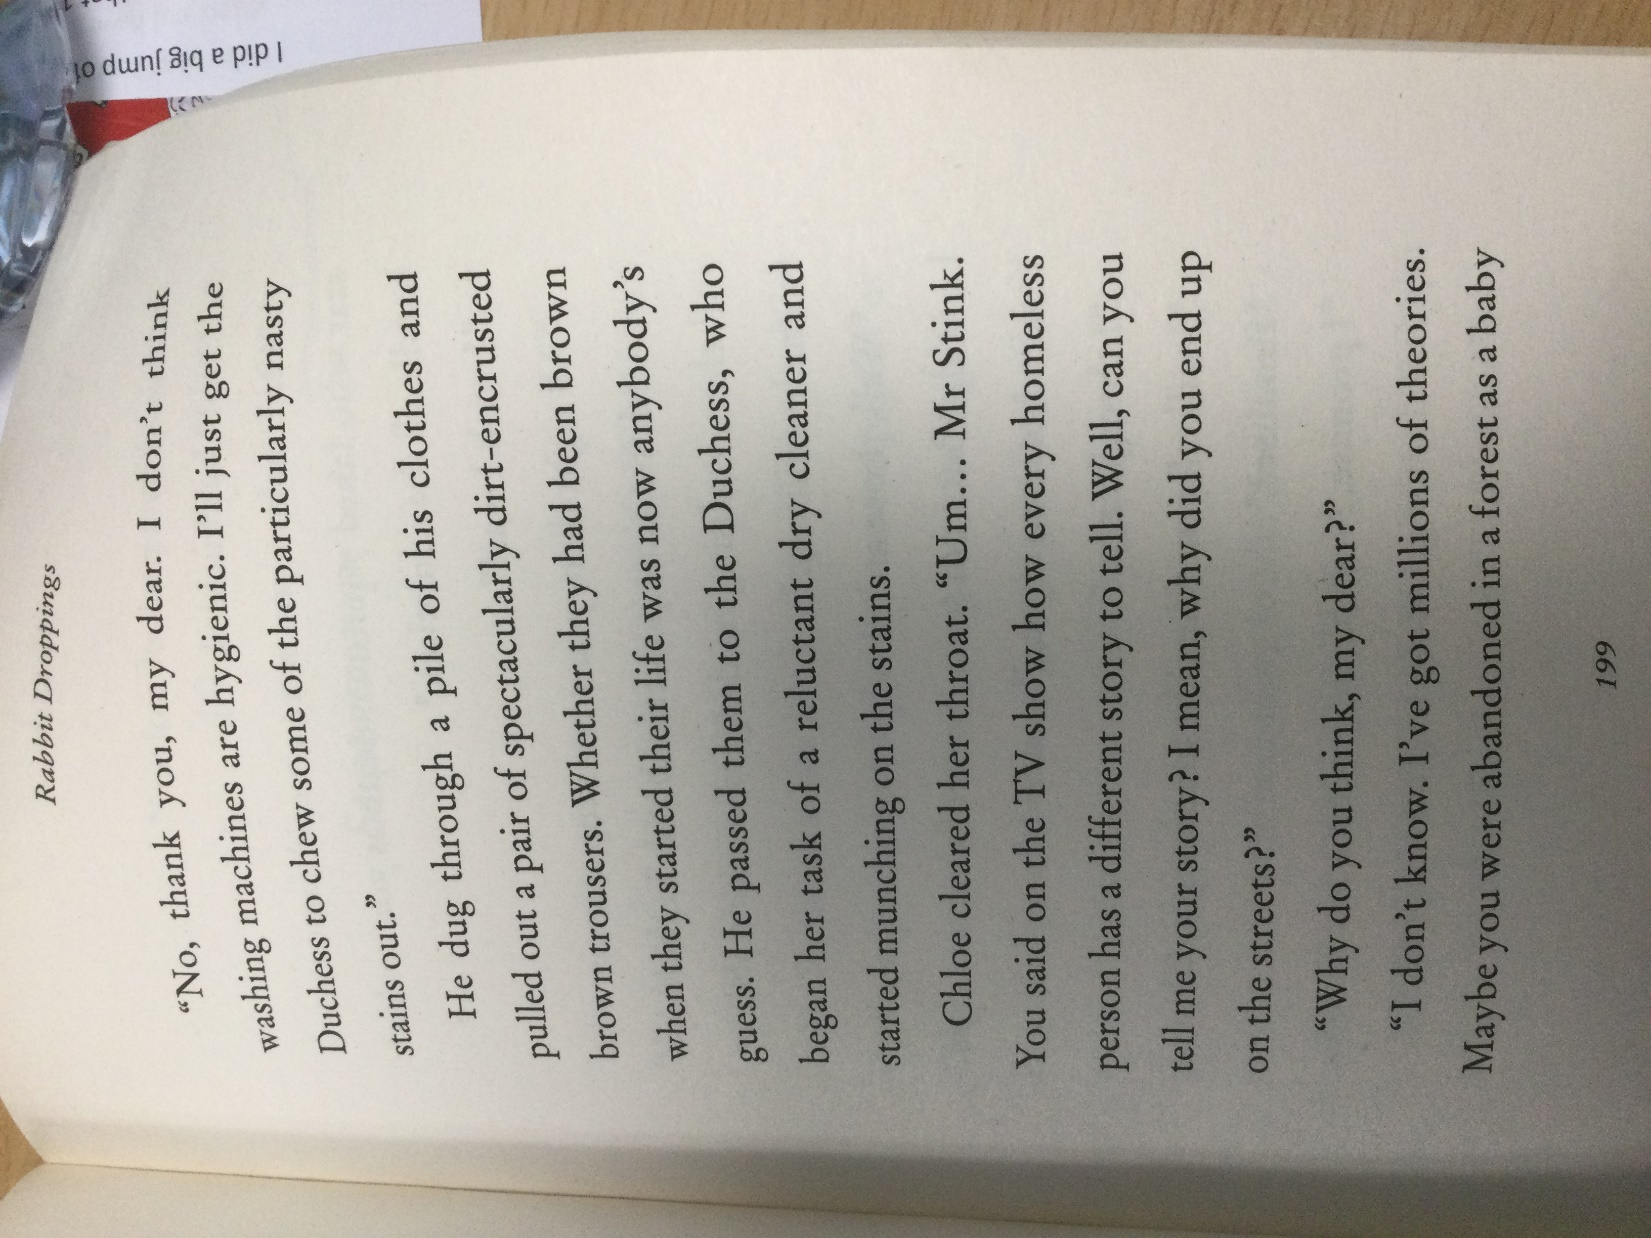 I did a big jump of
Rabbit Droppings
“No, thank you, my dear. I don’t think
washing machines are hygienic. I’ll just get the
Duchess to chew some of the particularly nasty
stains out.”
He dug through a pile of his clothes and
pulled out a pair of spectacularly dirt-encrusted
brown trousers. Whether they had been brown
when they started their life was now anybody’s
guess. He passed them to the Duchess, who
began her task of a reluctant dry cleaner and
started munching on the stains.
Chloe cleared her throat. “Um... Mr Stink.
You said on the TV show how every homeless
person has a different story to tell. Well, can you
tell me your story? I mean, why did you end up
on the streets?”
“Why do you think, my dear?”
“I don’t know. I’ve got millions of theories.
Maybe you were abandoned in a forest as a baby
199